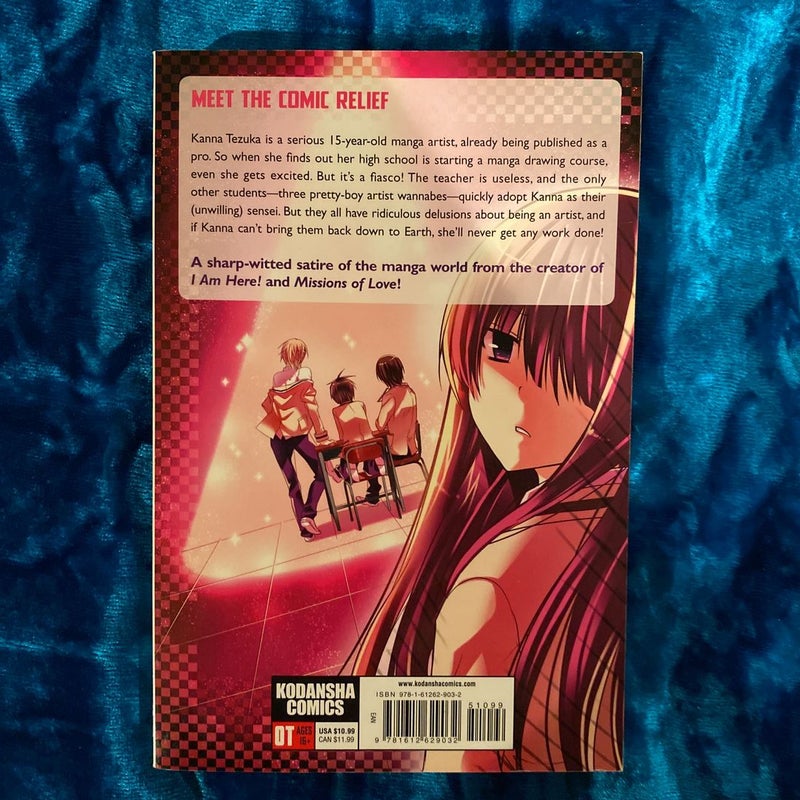 MEET THE COMIC RELIEF
Kanna Tezuka is a serious 15-year-old manga artist, already being published as a
pro. So when she finds out her high school is starting a manga drawing course,
even she gets excited. But it's a fiasco! The teacher is useless, and the only
other students—three pretty-boy artist wannabes—quickly adopt Kanna as their
(unwilling) sensei. But they all have ridiculous delusions about being an artist, and
if Kanna can't bring them back down to Earth, she'll never get any work done!
A sharp-witted satire of the manga world from the creator of
I Am Here! and Missions of Love!
KODANSHA
COMICS
OT AGES
16+
USA $10.99
CAN $11.99
www.kodanshacomics.com
ISBN 978-1-61262-903-2
51099
EAN
9 781612 629032